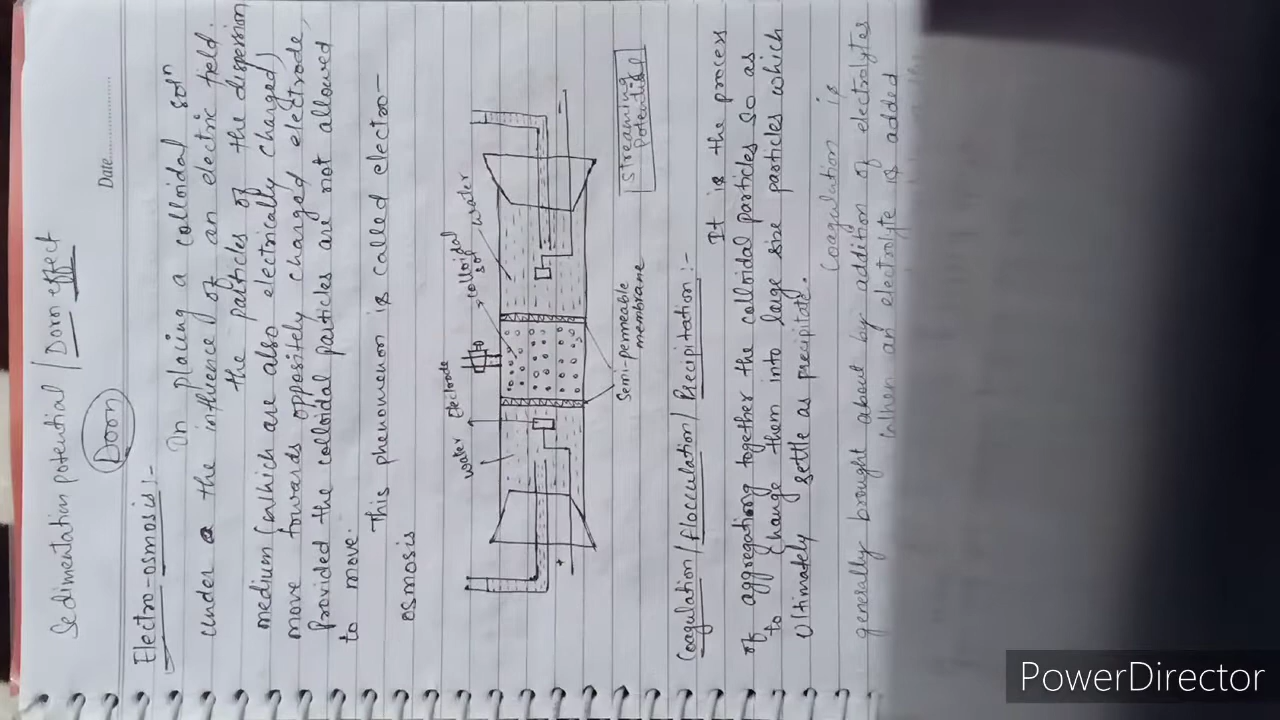 Date..............
Sedimentation potential / Dorn effect
Doon
Electro-osmosis:-
On placing a colloidal solⁿ
under a the influence of an electric field.
the particles of the dispersion
medium (which are also electrically charged)
move towards oppositely charged electrode,
Provided the colloidal particles are not allowed
to move.
This phenomenon is called electro-
osmosis
water
Electrode
colloidal
sol
water
+
-
Semi-permeable
membrane
Streaming
Potential
Coagulation / flocculation / Precipitation :-
It is the process
of aggregationg together the colloidal particles so as
to change them into large size particles which
Ultimately settle as precipitate.
Coagulation is
generally brought about by addition of electrolytes
When an electrolyte is added
PowerDirector